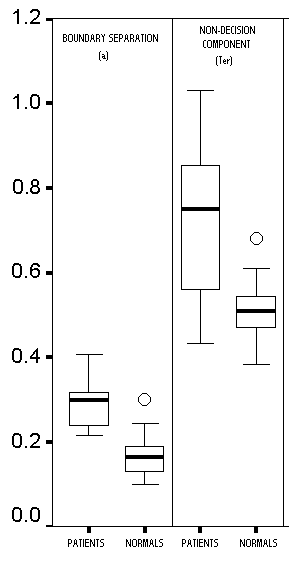 1.2
BOUNDARY SEPARATION
(a)
NON-DECISION
COMPONENT
(Ter)
1.0
0.8
0.6
0.4
0.2
0.0
PATIENTS NORMALS PATIENTS NORMALS